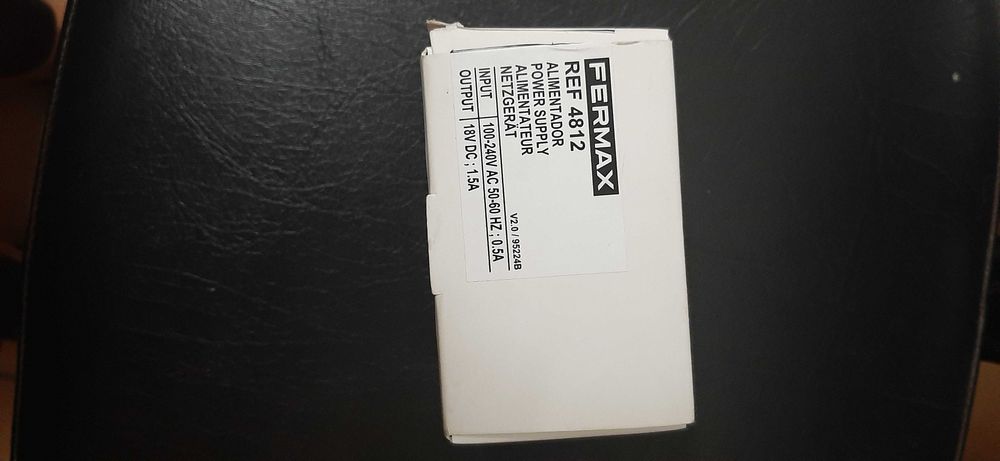 FERMAX
REF 4812
ALIMENTADOR
POWER SUPPLY
ALIMENTATEUR
NETZGERÄT
V2.0 / 95224B
INPUT 100-240V AC 50-60 HZ ; 0.5A
OUTPUT 18V DC ; 1.5A